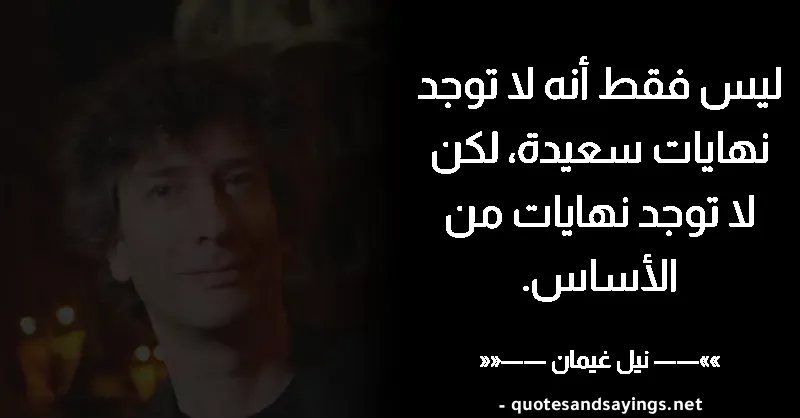 ليس فقط أنه لا توجد
نهايات سعيدة، لكن
لا توجد نهايات من
الأساس.
»»—— نيل غيمان ——««
- quotesandsayings.net